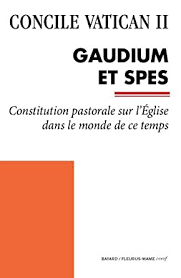 CONCILE VATICAN II
GAUDIUM
ET SPES
Constitution pastorale sur l'Église
dans le monde de ce temps
BAYARD / FLEURUS-MAME / cerf